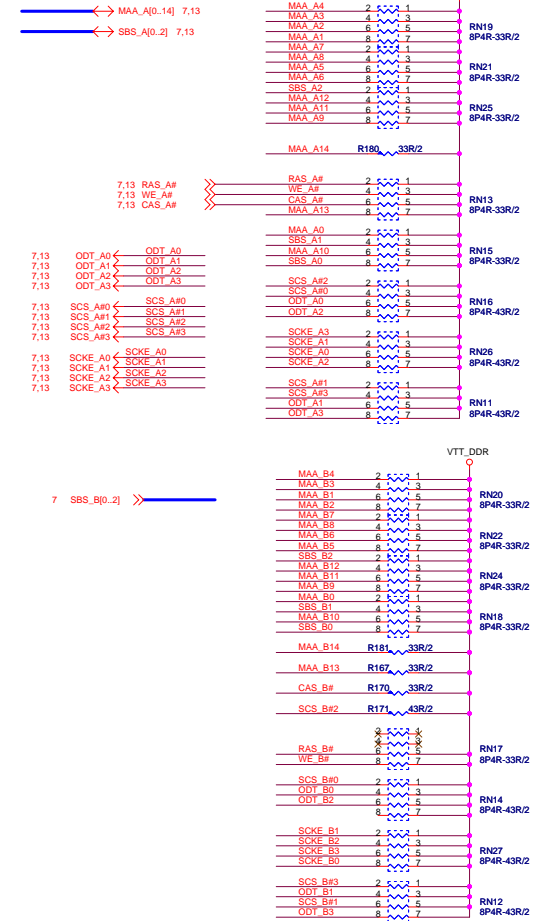 MAA_A[0..14] 7,13
SBS_A[0..2] 7,13
MAA_A4 2 1
MAA_A3 4 3
MAA_A2 6 5 RN19
MAA_A1 8 7 8P4R-33R/2
MAA_A7 2 1
MAA_A8 4 3
MAA_A5 6 5 RN21
MAA_A6 8 7 8P4R-33R/2
SBS_A2 2 1
MAA_A12 4 3
MAA_A11 6 5 RN25
MAA_A9 8 7 8P4R-33R/2
MAA_A14 R180 33R/2
7,13 RAS_A# RAS_A# 2 1
7,13 WE_A# WE_A# 4 3
7,13 CAS_A# CAS_A# 6 5 RN13
MAA_A13 8 7 8P4R-33R/2
MAA_A0 2 1
SBS_A1 4 3
MAA_A10 6 5 RN15
SBS_A0 8 7 8P4R-33R/2
7,13 ODT_A0 ODT_A0
7,13 ODT_A1 ODT_A1
7,13 ODT_A2 ODT_A2
7,13 ODT_A3 ODT_A3
SCS_A#2 2 1
SCS_A#0 4 3
ODT_A0 6 5 RN16
ODT_A2 8 7 8P4R-43R/2
7,13 SCS_A#0 SCS_A#0
7,13 SCS_A#1 SCS_A#1
7,13 SCS_A#2 SCS_A#2
7,13 SCS_A#3 SCS_A#3
SCKE_A3 2 1
SCKE_A1 4 3
SCKE_A0 6 5 RN26
SCKE_A2 8 7 8P4R-43R/2
7,13 SCKE_A0 SCKE_A0
7,13 SCKE_A1 SCKE_A1
7,13 SCKE_A2 SCKE_A2
7,13 SCKE_A3 SCKE_A3
SCS_A#1 2 1
SCS_A#3 4 3
ODT_A1 6 5 RN11
ODT_A3 8 7 8P4R-43R/2
VTT_DDR
7 SBS_B[0..2]
MAA_B4 2 1
MAA_B3 4 3
MAA_B1 6 5 RN20
MAA_B2 8 7 8P4R-33R/2
MAA_B7 2 1
MAA_B8 4 3
MAA_B6 6 5 RN22
MAA_B5 8 7 8P4R-33R/2
SBS_B2 2 1
MAA_B12 4 3
MAA_B11 6 5 RN24
MAA_B9 8 7 8P4R-33R/2
MAA_B0 2 1
SBS_B1 4 3
MAA_B10 6 5 RN18
SBS_B0 8 7 8P4R-33R/2
MAA_B14 R181 33R/2
MAA_B13 R167 33R/2
CAS_B# R170 33R/2
SCS_B#2 R171 43R/2
2 1
4 3
RAS_B# 6 5 RN17
WE_B# 8 7 8P4R-33R/2
SCS_B#0 2 1
ODT_B0 4 3
ODT_B2 6 5 RN14
8 7 8P4R-43R/2
SCKE_B1 2 1
SCKE_B2 4 3
SCKE_B3 6 5 RN27
SCKE_B0 8 7 8P4R-43R/2
SCS_B#3 2 1
ODT_B1 4 3
SCS_B#1 6 5 RN12
ODT_B3 8 7 8P4R-43R/2